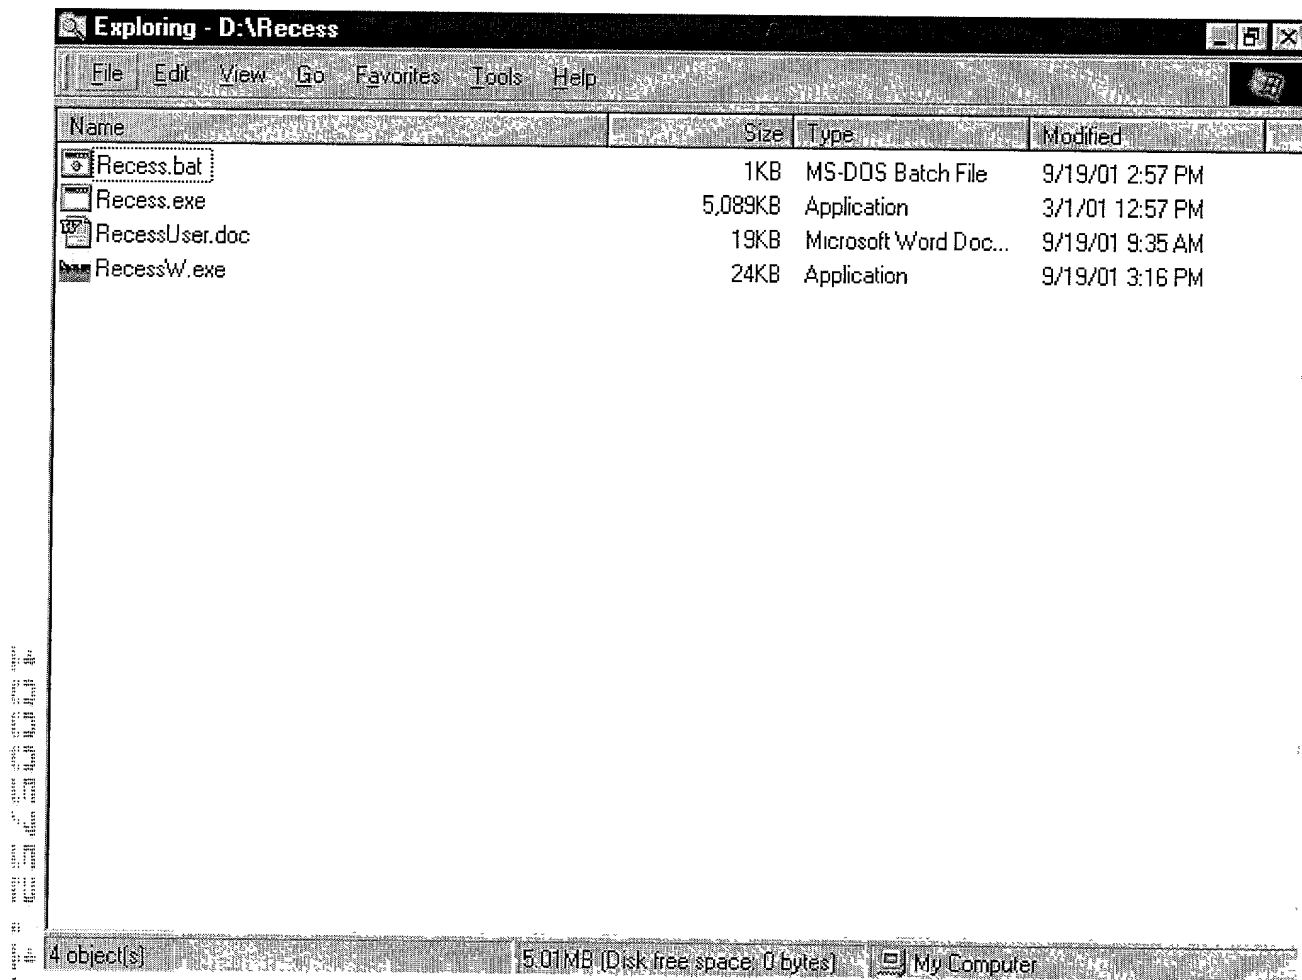 Exploring - D:\Recess
File Edit View Go Favorites Tools Help
Name Size Type Modified
Recess.bat 1KB MS-DOS Batch File 9/19/01 2:57 PM
Recess.exe 5,089KB Application 3/1/01 12:57 PM
RecessUser.doc 19KB Microsoft Word Doc... 9/19/01 9:35 AM
RecessW.exe 24KB Application 9/19/01 3:16 PM
4 object(s) 5.01MB (Disk free space: 0 bytes) My Computer